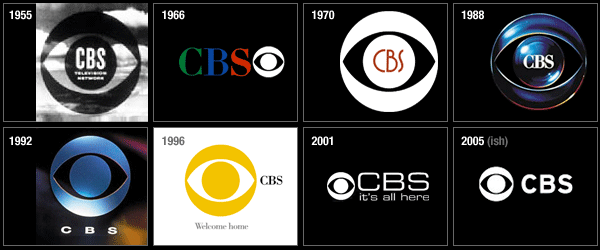 1955
CBS
TELEVISION
NETWORK
1966
CBS
1970
CBS
1988
CBS
1992
CBS
1996
CBS
Welcome home
2001
CBS
it's all here
2005 (ish)
CBS